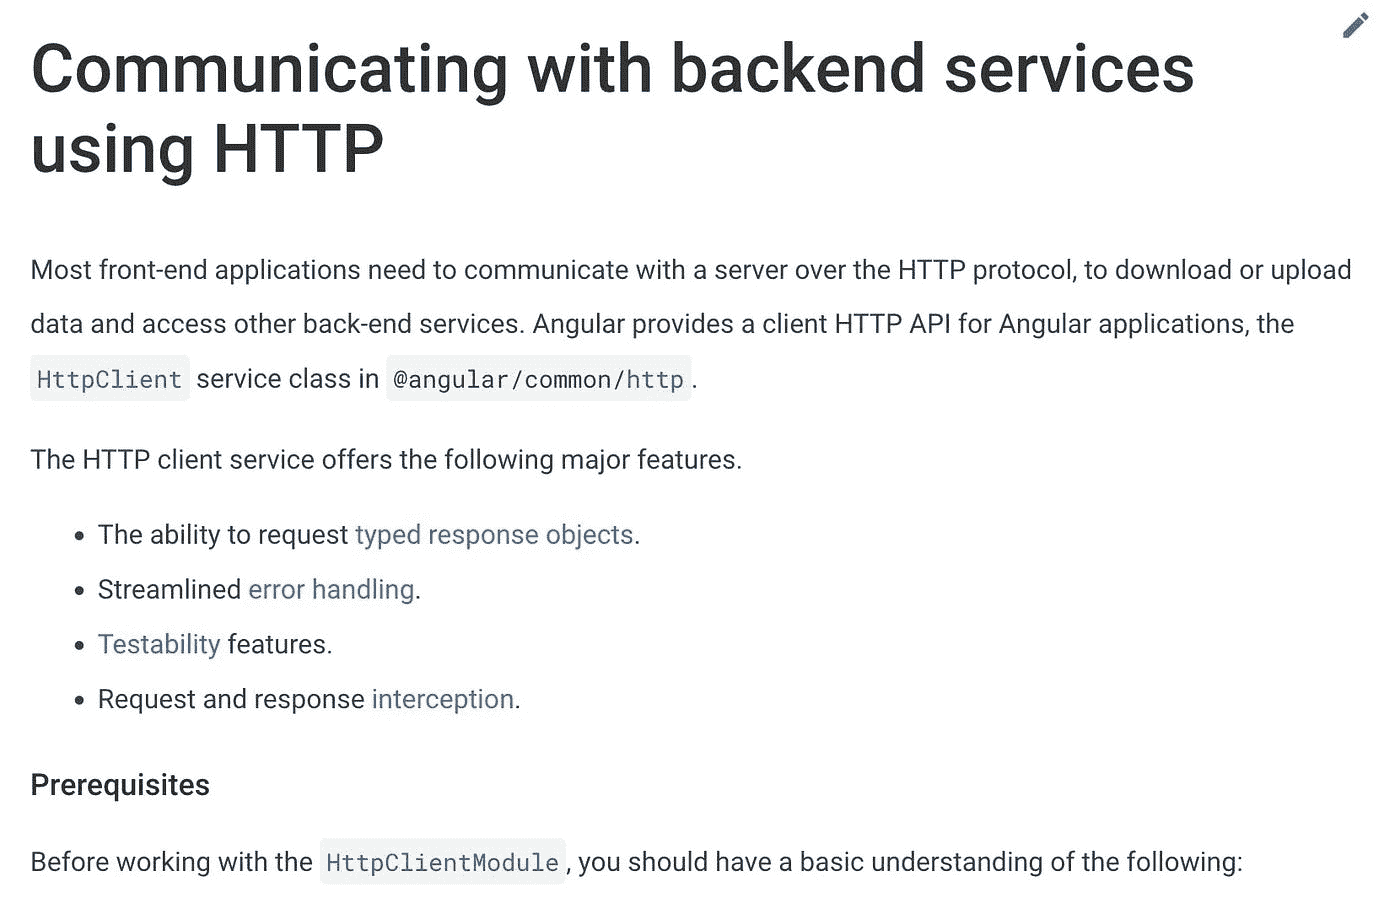 Communicating with backend services
using HTTP
Most front-end applications need to communicate with a server over the HTTP protocol, to download or upload
data and access other back-end services. Angular provides a client HTTP API for Angular applications, the
HttpClient service class in @angular/common/http.
The HTTP client service offers the following major features.
• The ability to request typed response objects.
• Streamlined error handling.
• Testability features.
• Request and response interception.
Prerequisites
Before working with the HttpClientModule, you should have a basic understanding of the following: